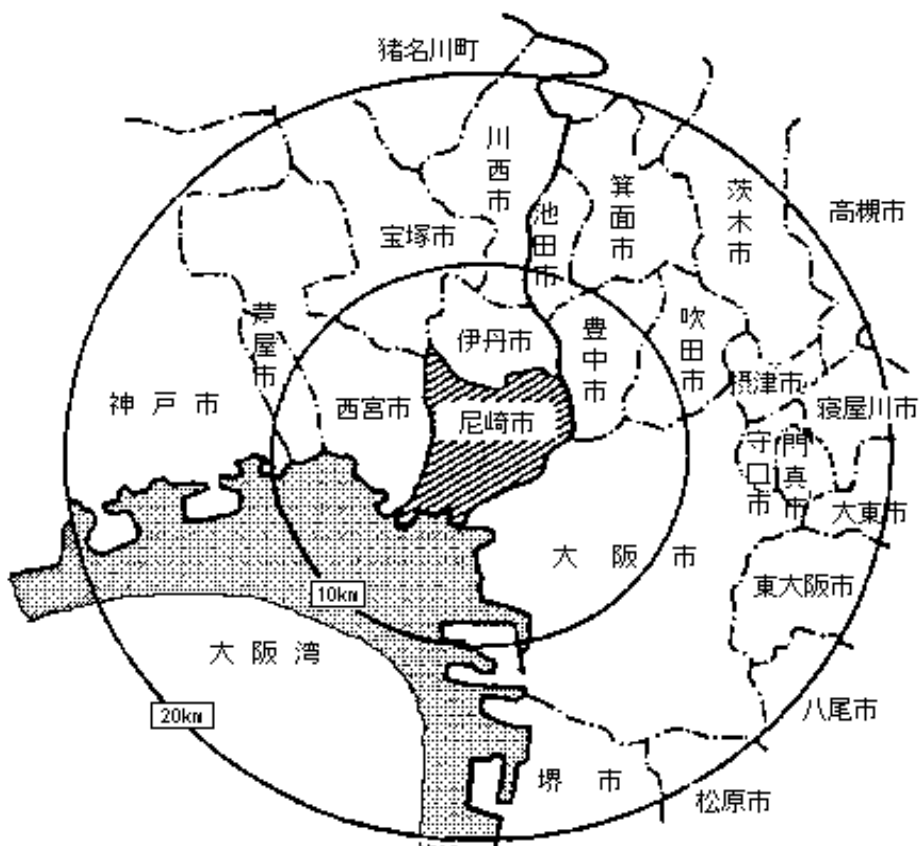 猪名川町
川西市
池田市
箕面市
茨木市
高槻市
宝塚市
芦屋市
伊丹市
豊中市
吹田市
摂津市
寝屋川市
神戸市
西宮市
尼崎市
守口市
門真市
大東市
大阪市
東大阪市
10km
大阪湾
20km
八尾市
堺市
松原市